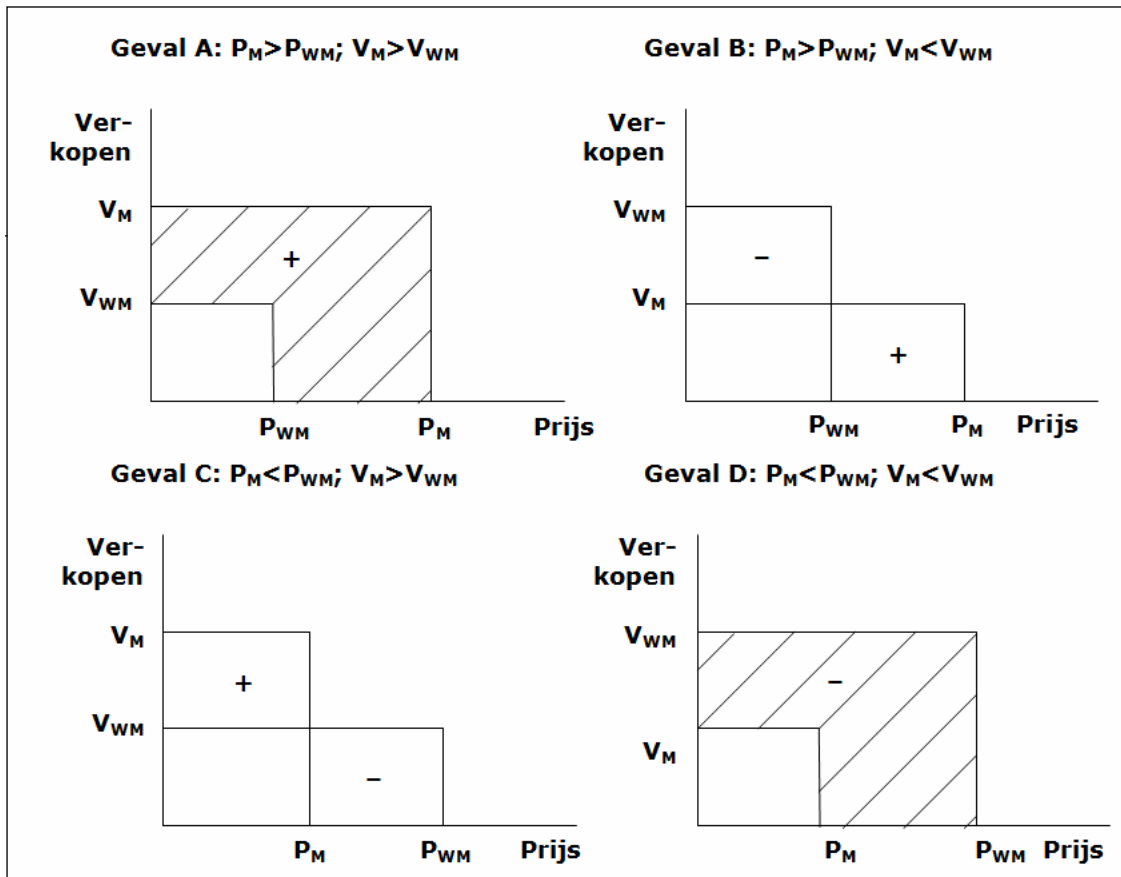 Geval A: PM>PWM; VM>VWM
Ver-
kopen
VM
+
VWM
PWM
PM
Prijs
Geval B: PM>PWM; VM<VWM
Ver-
kopen
VWM
–
VM
+
PWM
PM
Prijs
Geval C: PM<PWM; VM>VWM
Ver-
kopen
VM
+
VWM
–
PM
PWM
Prijs
Geval D: PM<PWM; VM<VWM
Ver-
kopen
VWM
–
VM
PM
PWM
Prijs